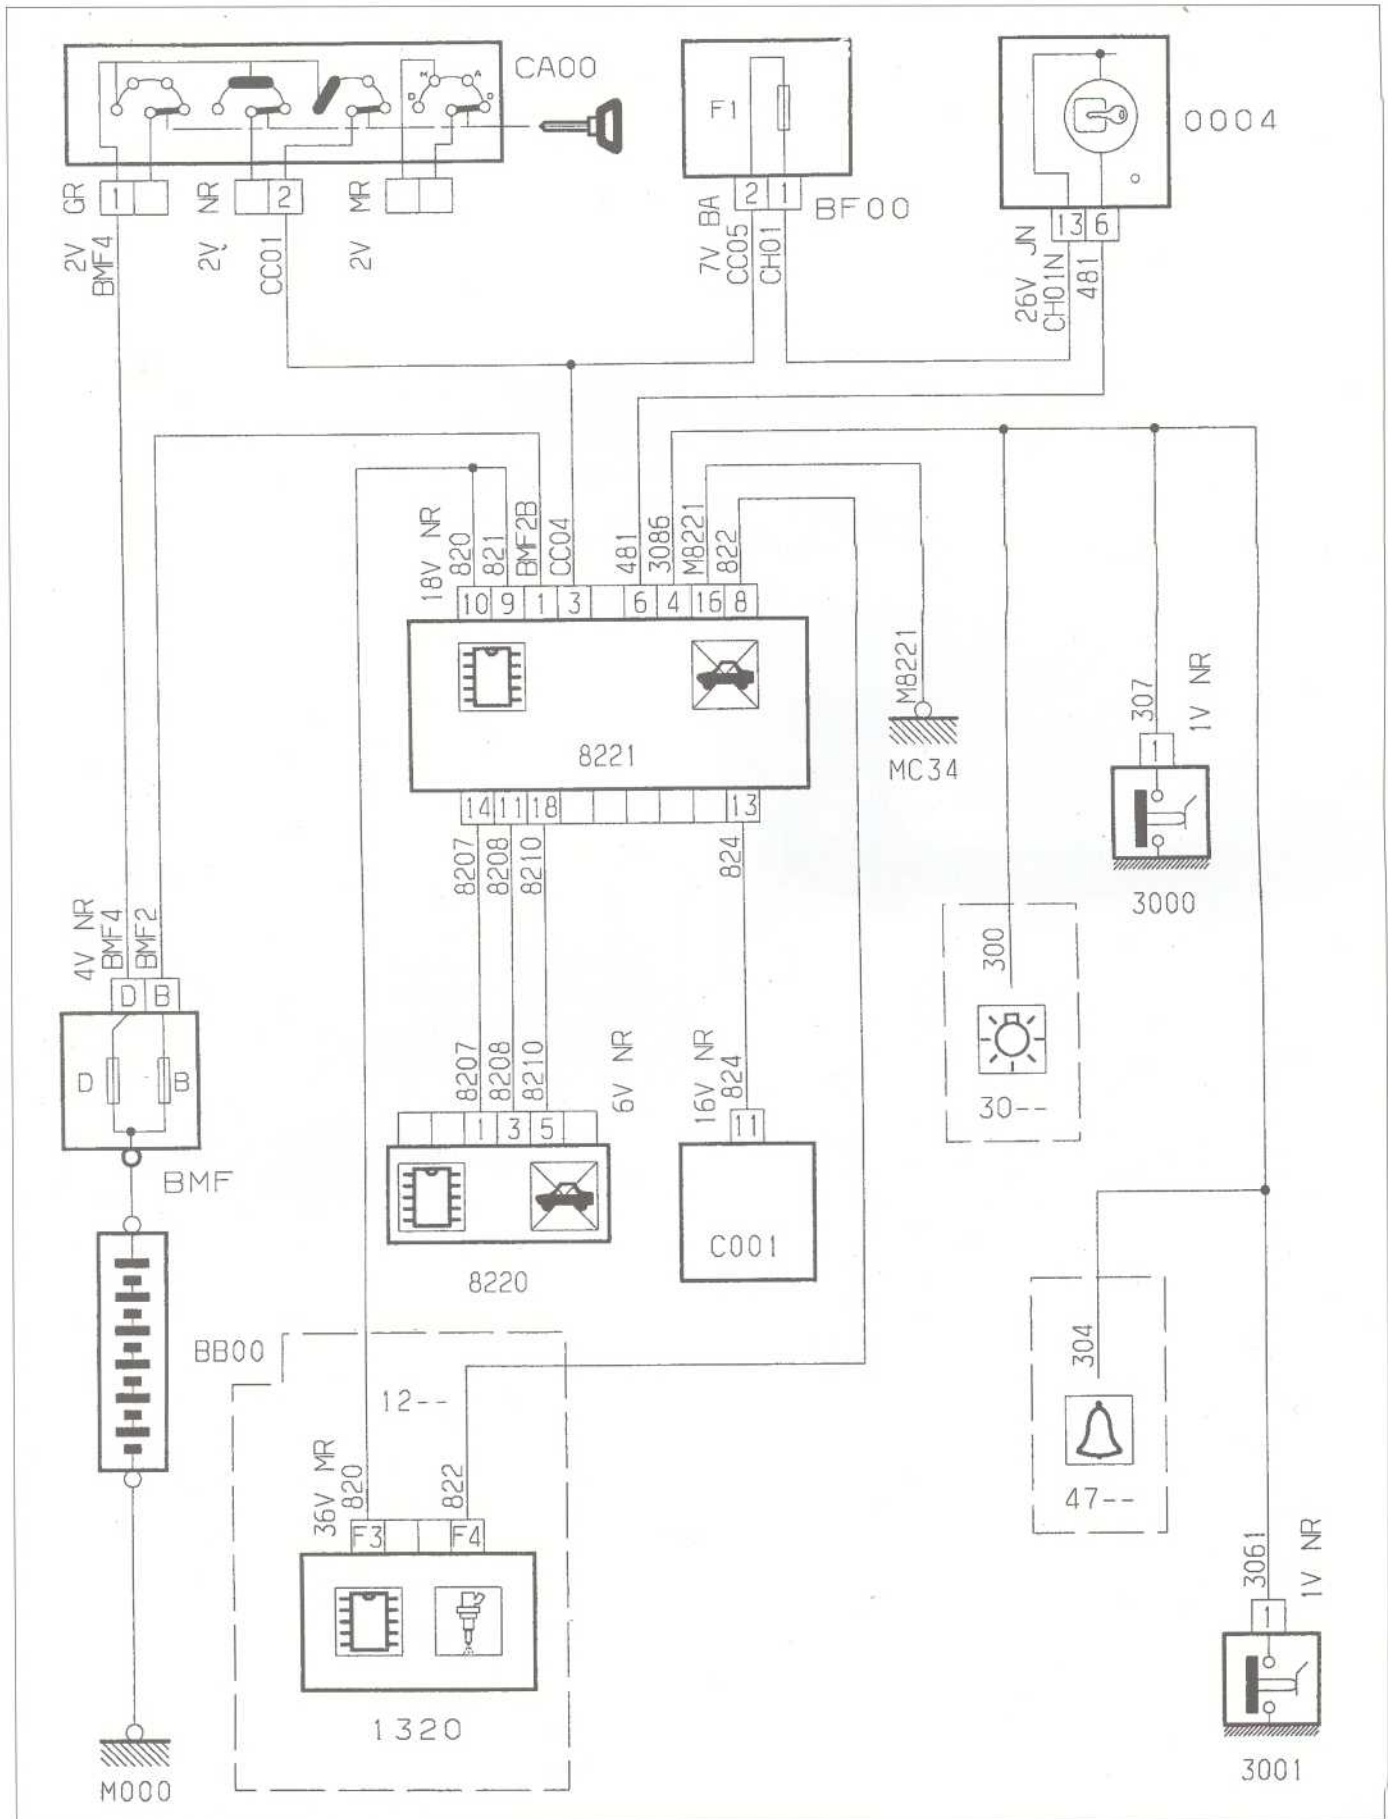 CA00
M A
D D
F1
0004
GR
1
NR
2
MR
2V
BMF4
2V
CC01
2V
2 1
BF00
7V BA
CC05
CH01
13 6
26V JN
CH01N
481
18V NR
820
821
BMF2B
CC04
481
3086
M8221
822
10 9 1 3 6 4 16 8
8221
14 11 18 13
M8221
MC34
307
1V NR
1
3000
8207
8208
8210
824
4V NR
BMF4
BMF2
D B
D B
BMF
300
30--
8207
8208
8210
6V NR
16V NR
824
1 3 5
11
8220
C001
BB00
12--
304
47--
36V MR
820
822
F3 F4
1320
3061
1V NR
1
3001
M000